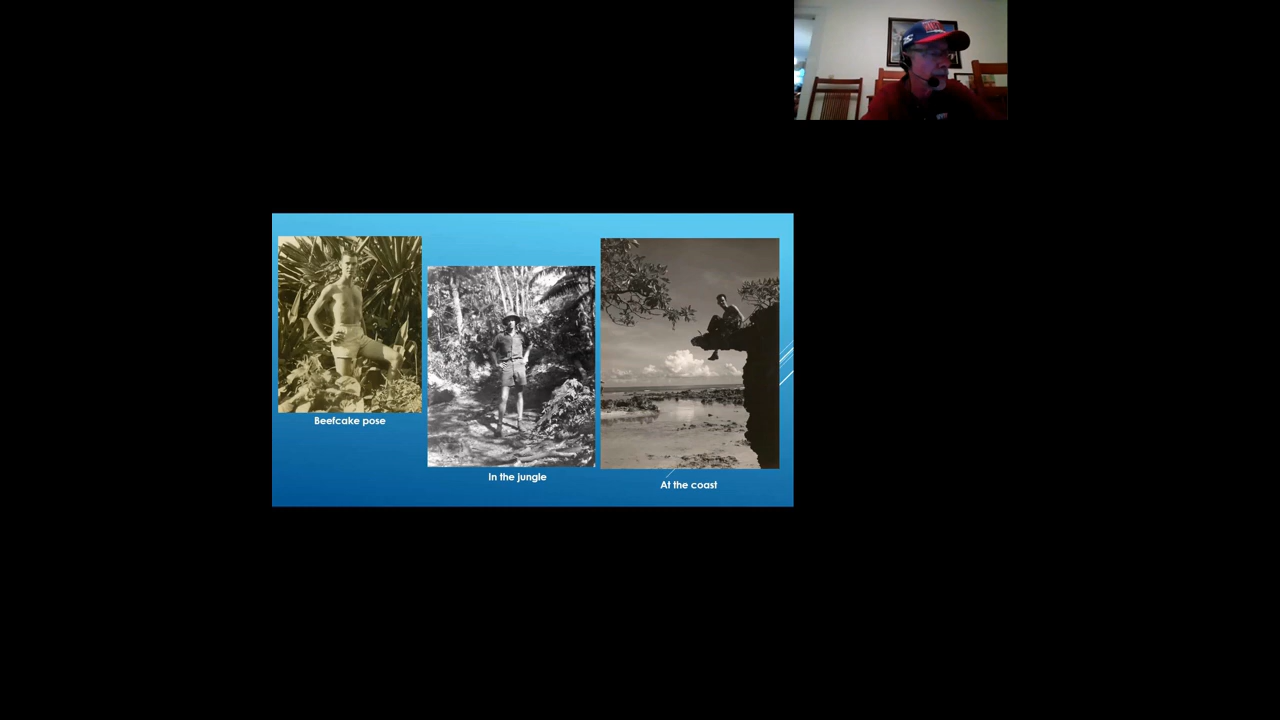 Beefcake pose
In the jungle
At the coast